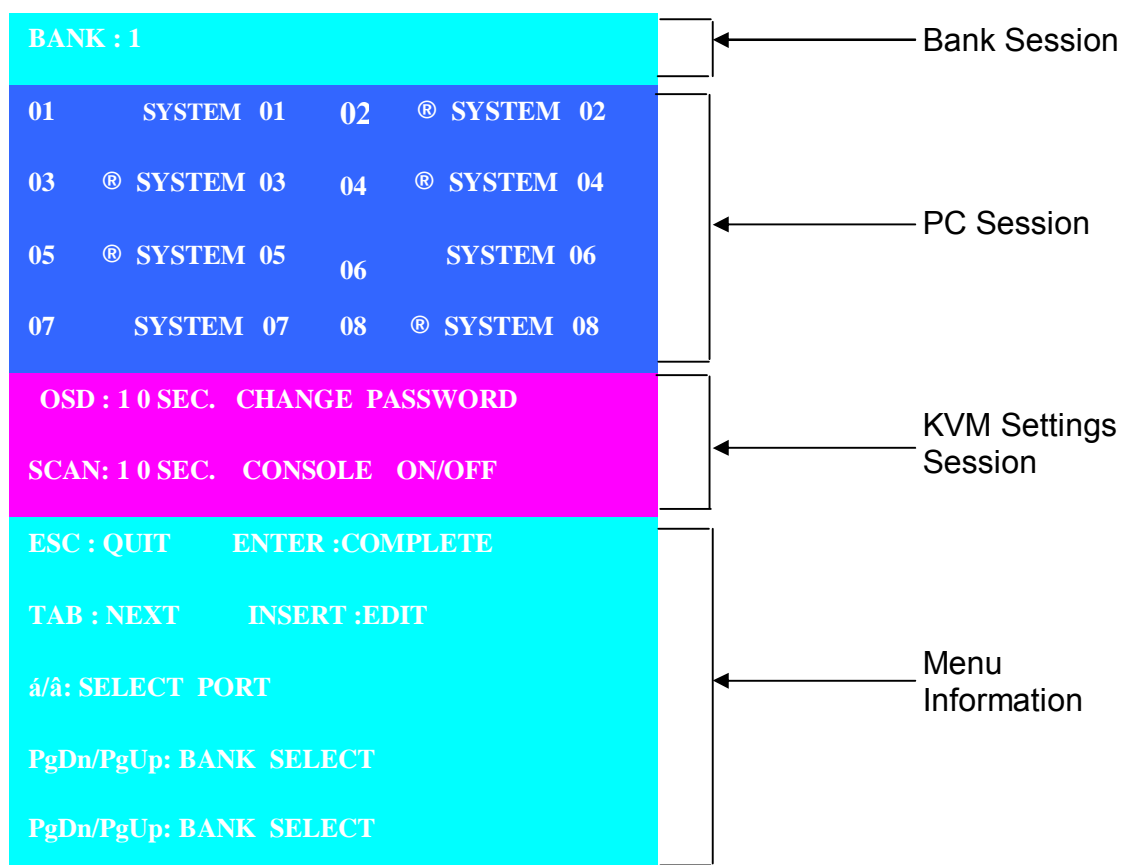 BANK : 1
Bank Session
01 SYSTEM 01 02 ® SYSTEM 02
03 ® SYSTEM 03 04 ® SYSTEM 04
PC Session
05 ® SYSTEM 05 06 SYSTEM 06
07 SYSTEM 07 08 ® SYSTEM 08
OSD : 1 0 SEC. CHANGE PASSWORD
SCAN: 1 0 SEC. CONSOLE ON/OFF
KVM Settings
Session
ESC : QUIT ENTER :COMPLETE
TAB : NEXT INSERT :EDIT
á/â: SELECT PORT
PgDn/PgUp: BANK SELECT
PgDn/PgUp: BANK SELECT
Menu
Information